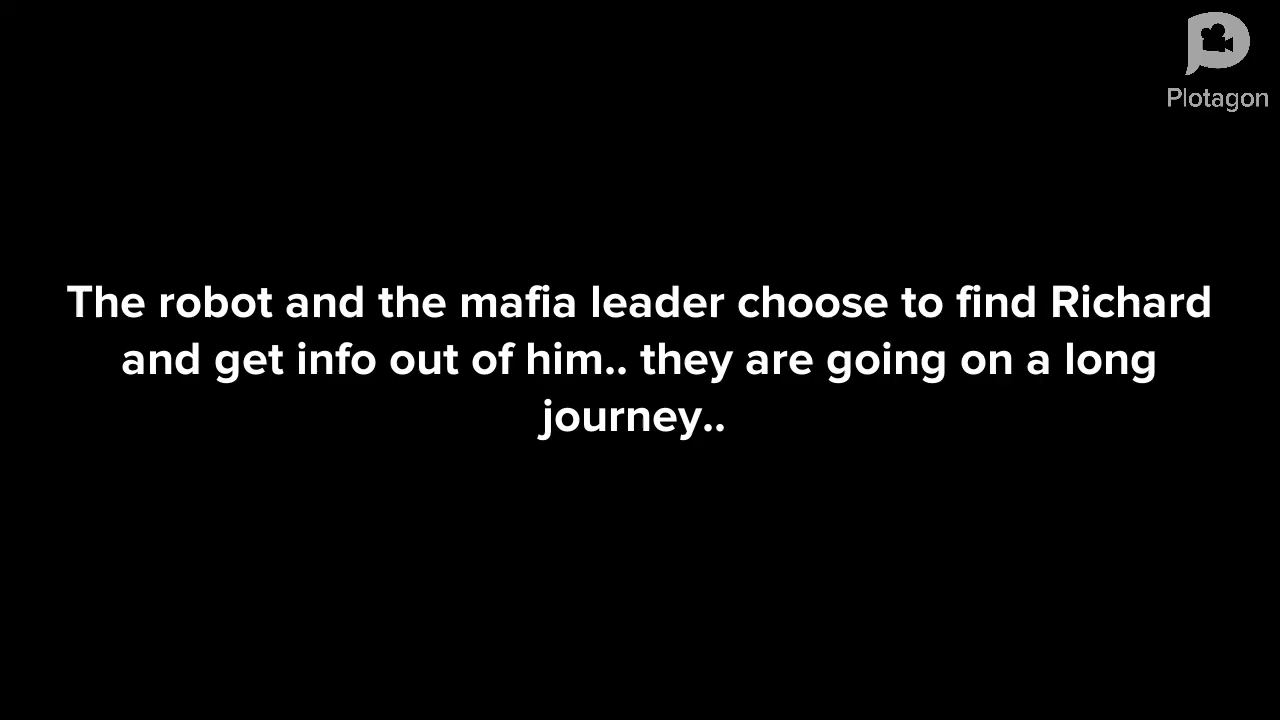 Plotagon
The robot and the mafia leader choose to find Richard
and get info out of him.. they are going on a long
journey..